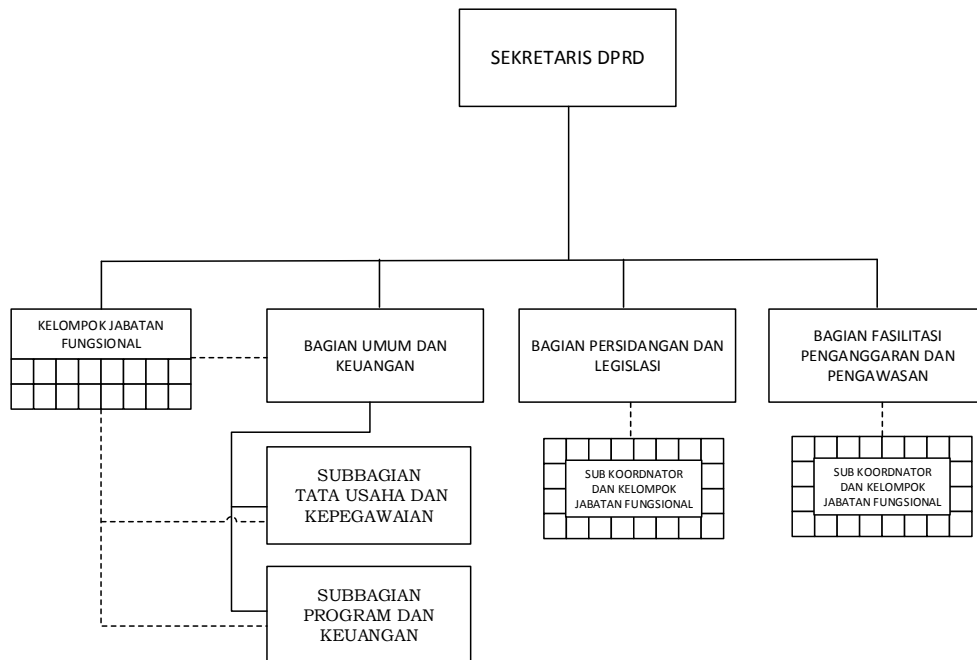 SEKRETARIS DPRD
KELOMPOK JABATAN
FUNGSIONAL
BAGIAN UMUM DAN
KEUANGAN
BAGIAN PERSIDANGAN DAN
LEGISLASI
BAGIAN FASILITASI
PENGANGGARAN DAN
PENGAWASAN
SUBBAGIAN
TATA USAHA DAN
KEPEGAWAIAN
SUB KOORDNATOR
DAN KELOMPOK
JABATAN FUNGSIONAL
SUB KOORDNATOR
DAN KELOMPOK
JABATAN FUNGSIONAL
SUBBAGIAN
PROGRAM DAN
KEUANGAN